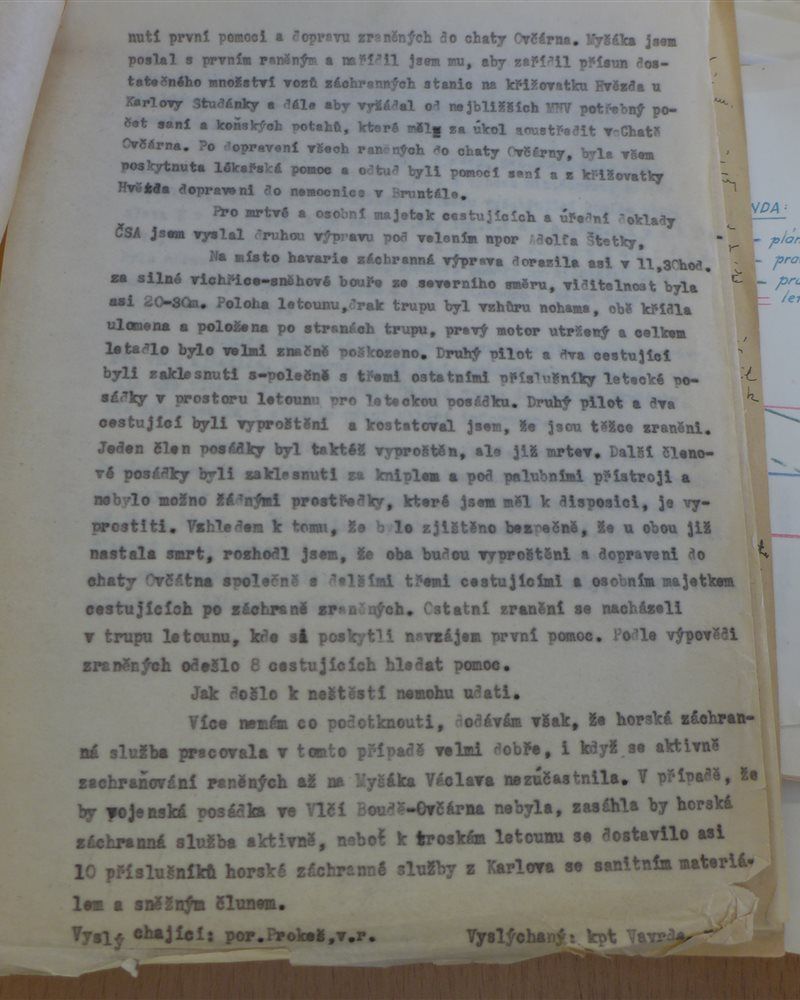 nutí první pomoci a dopravu zraněných do chaty Ovčárna. Myšáka jsem
poslal s prvním raněným a nařídil jsem mu, aby zařídil přísun dos-
tatečného množství vozů záchranných stanic na křižovatku Hvězda u
Karlovy Studánky a dále aby vyžádal od nejbližších MNV potřebný po-
čet saní a koňských potahů, které měly za úkol soustředit v Chatě
Ovčárna. Po dopravení všech raněných do chaty Ovčárny, byla všem
poskytnuta lékařská pomoc a odtud byli pomocí saní a z křižovatky
Hvězda dopraveni do nemocnice v Bruntále.
Pro mrtvé a osobní majetek cestujících a úřední doklady
ČSA jsem vyslal druhou výpravu pod velením npor Adolfa Štetky,
Na místo havarie záchranná výprava dorazila asi v 11,30hod.
za silné vichřice-sněhové bouře ze severního směru, viditelnost byla
asi 20-30m. Poloha letounu,drak trupu byl vzhůru nohama, obě křídla
ulomena a položena po stranách trupu, pravý motor utržený a celkem
letadlo bylo velmi značně poškozeno. Druhý pilot a dva cestující
byli zaklesnuti s-polečně s třemi ostatními příslušníky letecké po-
sádky v prostoru letounu pro leteckou posádku. Druhý pilot a dva
cestující byli vyproštěni a kostatoval jsem, že jsou těžce zraněni.
Jeden člen posádky byl taktéž vyproštěn, ale již mrtev. Další členo-
vé posádky byli zaklesnuti za kniplem a pod palubními přístroji a
nebylo možno žádnými prostředky, které jsem měl k disposici, je vy-
prostiti. Vzhledem k tomu, že b lo zjištěno bezpečně, že u obou již
nastala smrt, rozhodl jsem, že oba budou vyproštěni a dopraveni do
chaty Ovčátna společně s dalšími třemi cestujícími a osobním majetkem
cestujících po záchraně zraněných. Ostatní zranění se nacházeli
v trupu letounu, kde si poskytli navzájem první pomoc. Podle výpovědi
zraněných odešlo 8 cestujících hledat pomoc.
Jak došlo k neštěstí nemohu udati.
Více nemám co podotknouti, dodávám však, že horská záchran-
ná služba pracovala v tomto případě velmi dobře, i když se aktivně
zachraňování raněných až na Myšáka Václava nezúčastnila. V případě, že
by vojenská posádka ve Vlčí Boudě-Ovčárna nebyla, zasáhla by horská
záchranná služba aktivně, neboť k troskám letounu se dostavilo asi
10 příslušníků horské záchranné služby z Karlova se sanitním materiá-
lem a sněžným člunem.
Vyslý chající: por.Prokeš,v.r. Vyslýchaný: kpt Vavrda
NDA:
- plán
- pra
- pru